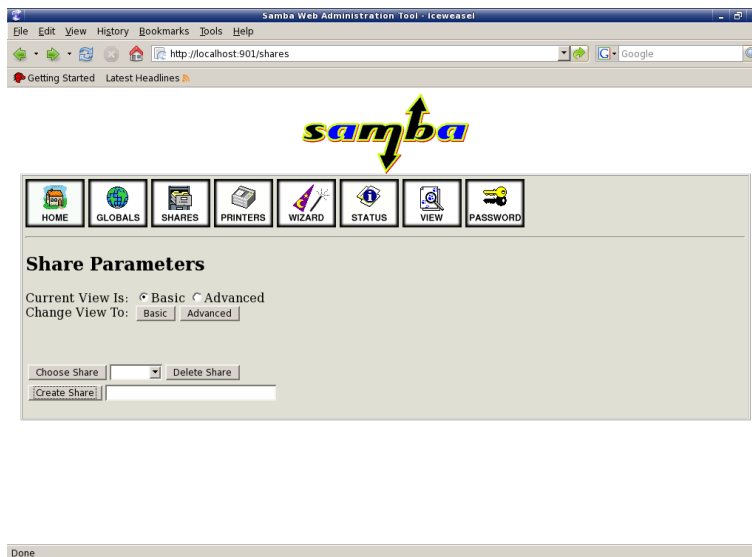 Samba Web Administration Tool - Iceweasel
File Edit View History Bookmarks Tools Help
http://localhost:901/shares
G Google
Getting Started Latest Headlines
samba
HOME GLOBALS SHARES PRINTERS WIZARD STATUS VIEW PASSWORD
Share Parameters
Current View Is: Basic Advanced
Change View To: Basic Advanced
Choose Share Delete Share
Create Share
Done